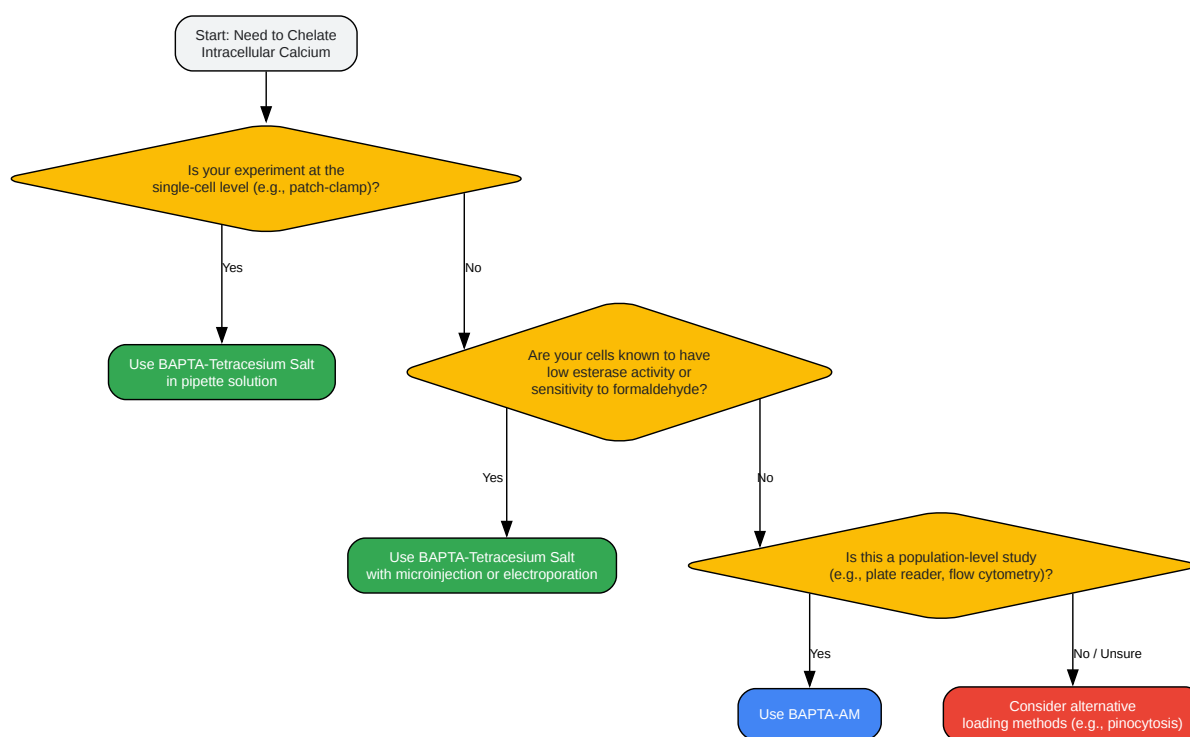 Start: Need to Chelate
Intracellular Calcium
Is your experiment at the
single-cell level (e.g., patch-clamp)?
Yes
No
Use BAPTA-Tetracesium Salt
in pipette solution
Are your cells known to have
low esterase activity or
sensitivity to formaldehyde?
Yes
No
Use BAPTA-Tetracesium Salt
with microinjection or electroporation
Is this a population-level study
(e.g., plate reader, flow cytometry)?
Yes
No / Unsure
Use BAPTA-AM
Consider alternative
loading methods (e.g., pinocytosis)